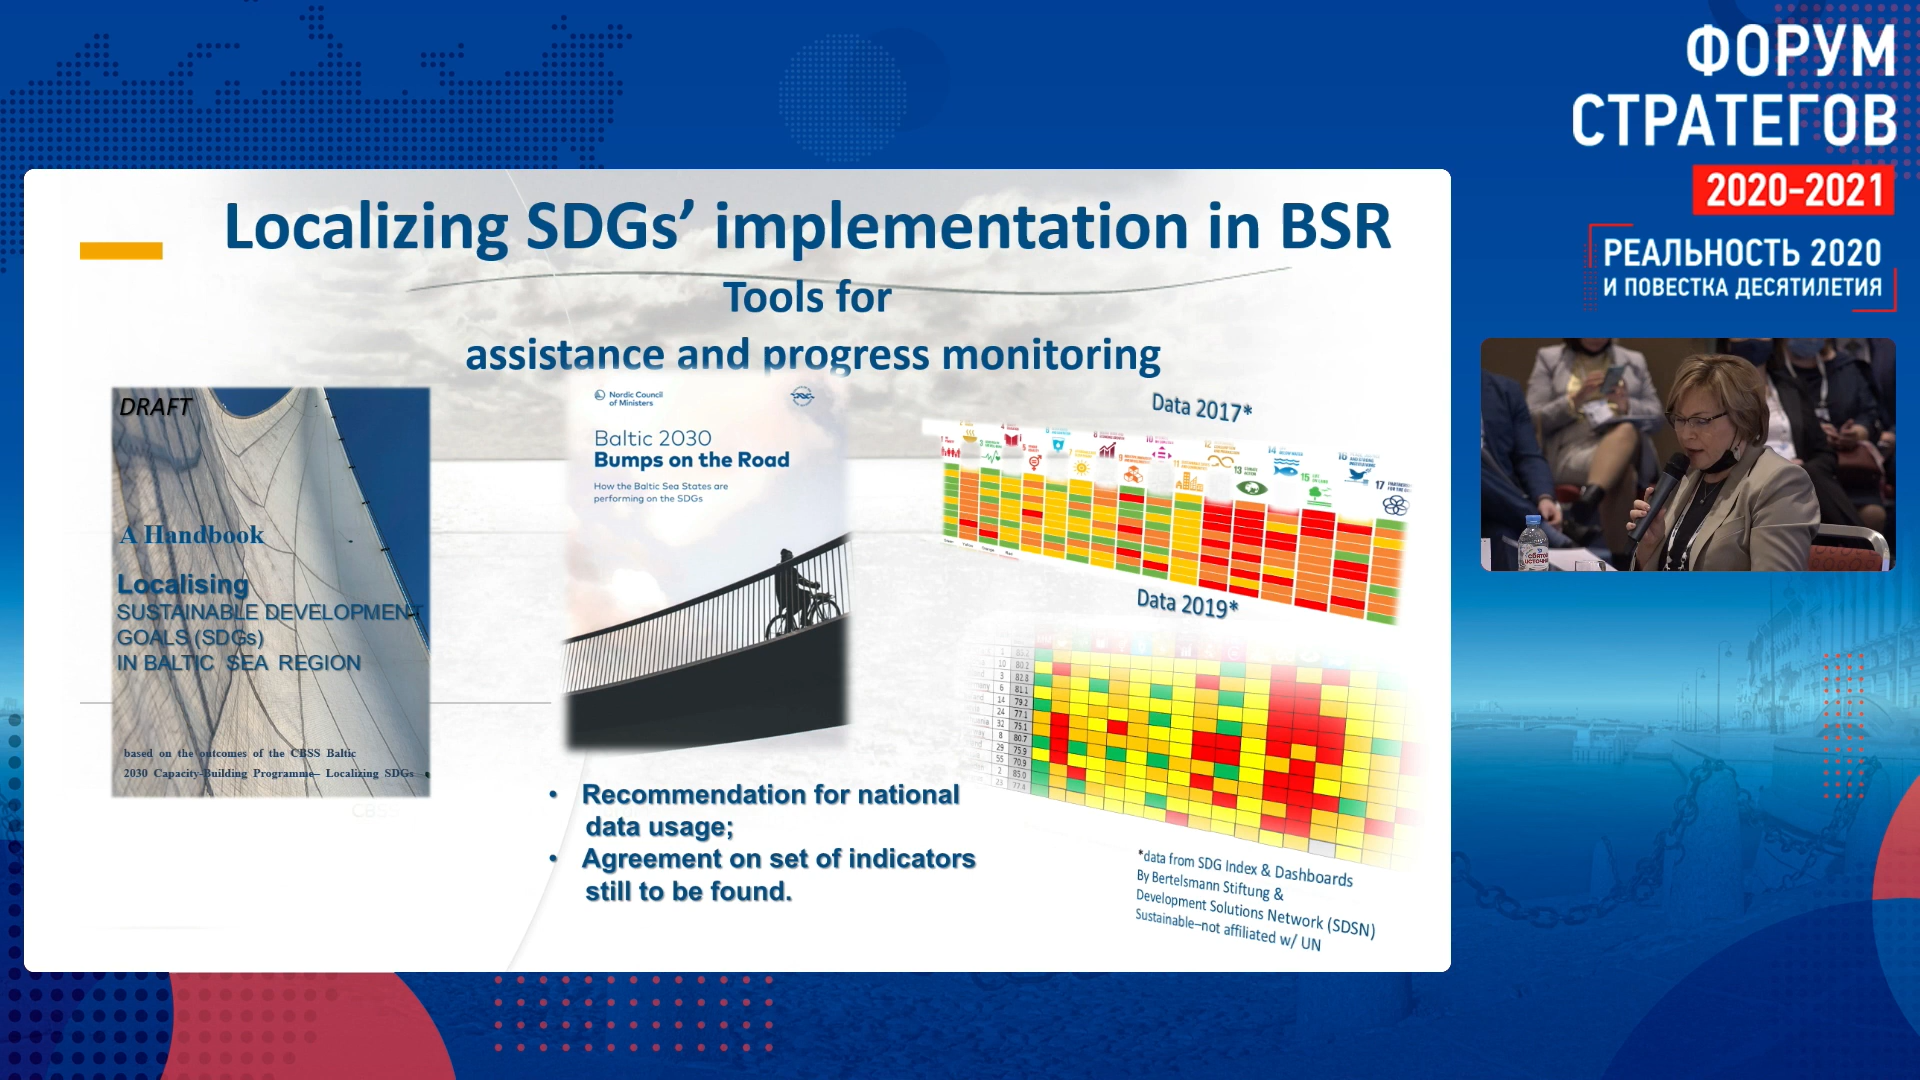 ФОРУМ
СТРАТЕГОВ
2020-2021
РЕАЛЬНОСТЬ 2020
И ПОВЕСТКА ДЕСЯТИЛЕТИЯ
Localizing SDGs’ implementation in BSR
Tools for
assistance and progress monitoring
DRAFT
A Handbook
Localising
SUSTAINABLE DEVELOPMENT
GOALS (SDGs)
IN BALTIC SEA REGION
based on the outcomes of the CBSS Baltic
2030 Capacity-Building Programme– Localizing SDGs
CBSS
Nordic Council
of Ministers
Baltic 2030
Bumps on the Road
How the Baltic Sea States are
performing on the SDGs
• Recommendation for national
data usage;
• Agreement on set of indicators
still to be found.
Data 2017*
Data 2019*
*data from SDG Index & Dashboards
By Bertelsmann Stiftung &
Development Solutions Network (SDSN)
Sustainable–not affiliated w/ UN